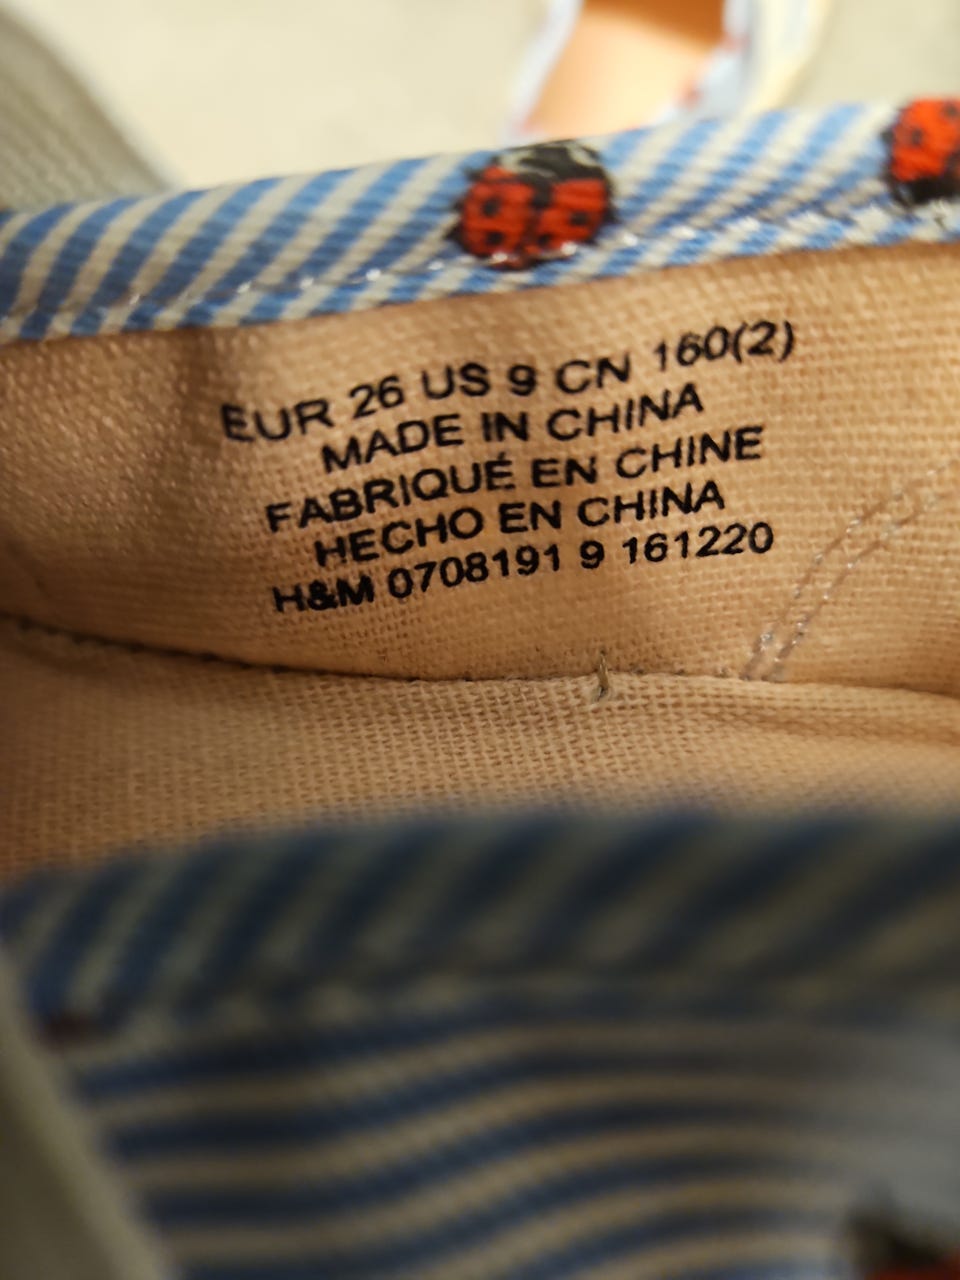 EUR 26 US 9 CN 160(2)
MADE IN CHINA
FABRIQUÉ EN CHINE
HECHO EN CHINA
H&M 0708191 9 161220